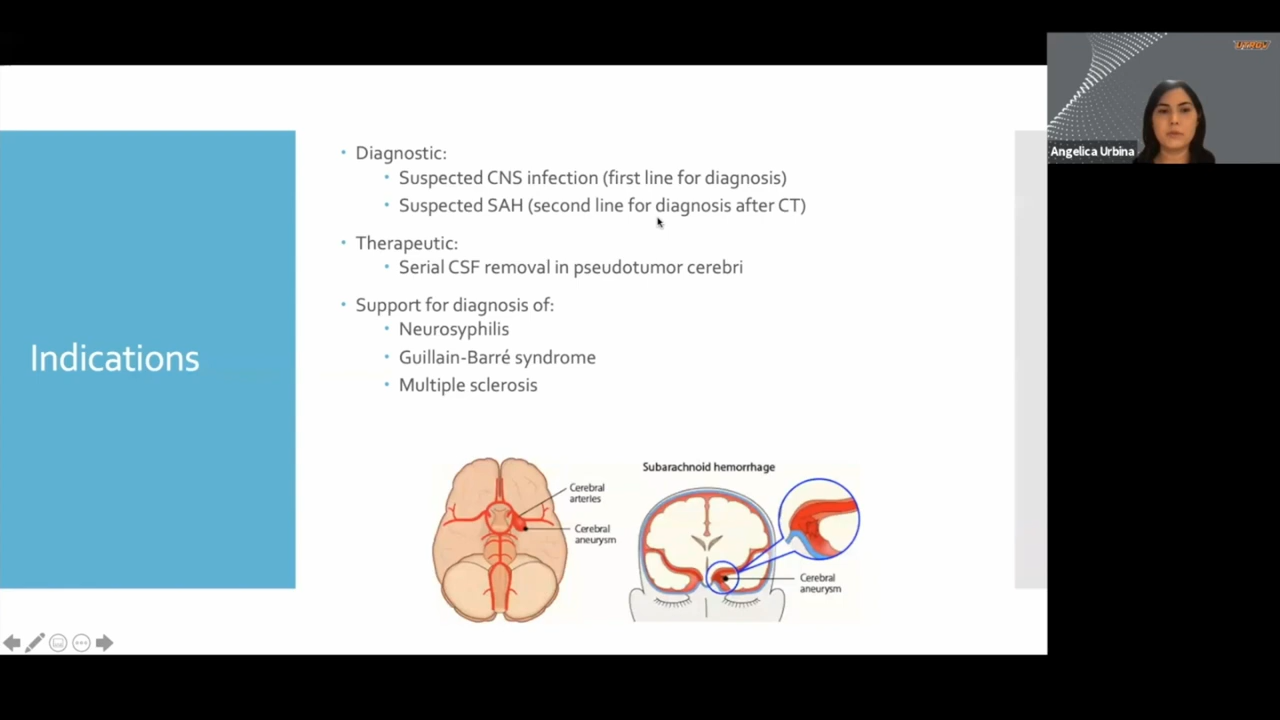 Indications
Diagnostic:
Suspected CNS infection (first line for diagnosis)
Suspected SAH (second line for diagnosis after CT)
Therapeutic:
Serial CSF removal in pseudotumor cerebri
Support for diagnosis of:
Neurosyphilis
Guillain-Barré syndrome
Multiple sclerosis
Cerebral
arteries
Cerebral
aneurysm
Subarachnoid hemorrhage
Cerebral
aneurysm
Angelica Urbina